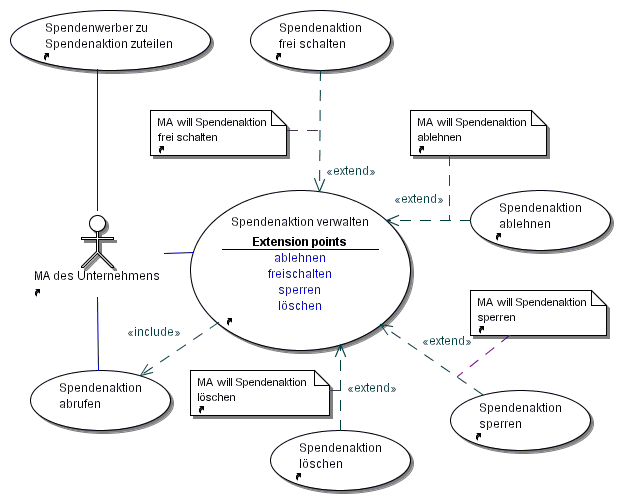 Spendenwerber zu
Spendenaktion zuteilen
Spendenaktion
frei schalten
MA will Spendenaktion
frei schalten
MA will Spendenaktion
ablehnen
«extend»
«extend»
Spendenaktion
ablehnen
Spendenaktion verwalten
Extension points
ablehnen
freischalten
sperren
löschen
MA des Unternehmens
MA will Spendenaktion
sperren
«include»
«extend»
Spendenaktion
abrufen
MA will Spendenaktion
löschen
«extend»
Spendenaktion
sperren
Spendenaktion
löschen